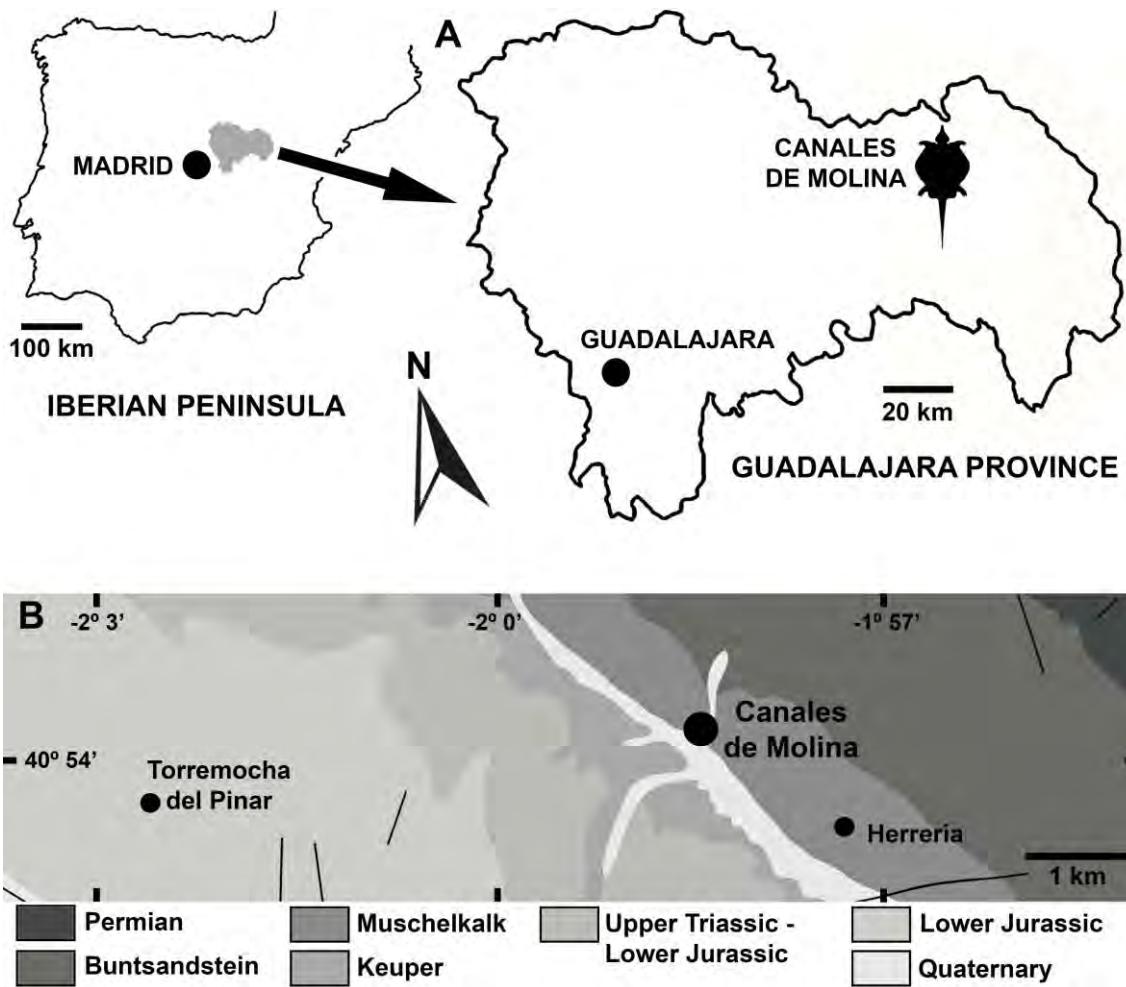 A
MADRID
100 km
IBERIAN PENINSULA
N
CANALES
DE MOLINA
GUADALAJARA
20 km
GUADALAJARA PROVINCE
B
-2º 3’
-2º 0’
-1º 57’
40º 54’
Torremocha
del Pinar
Canales
de Molina
Herreria
1 km
Permian
Buntsandstein
Muschelkalk
Keuper
Upper Triassic -
Lower Jurassic
Lower Jurassic
Quaternary